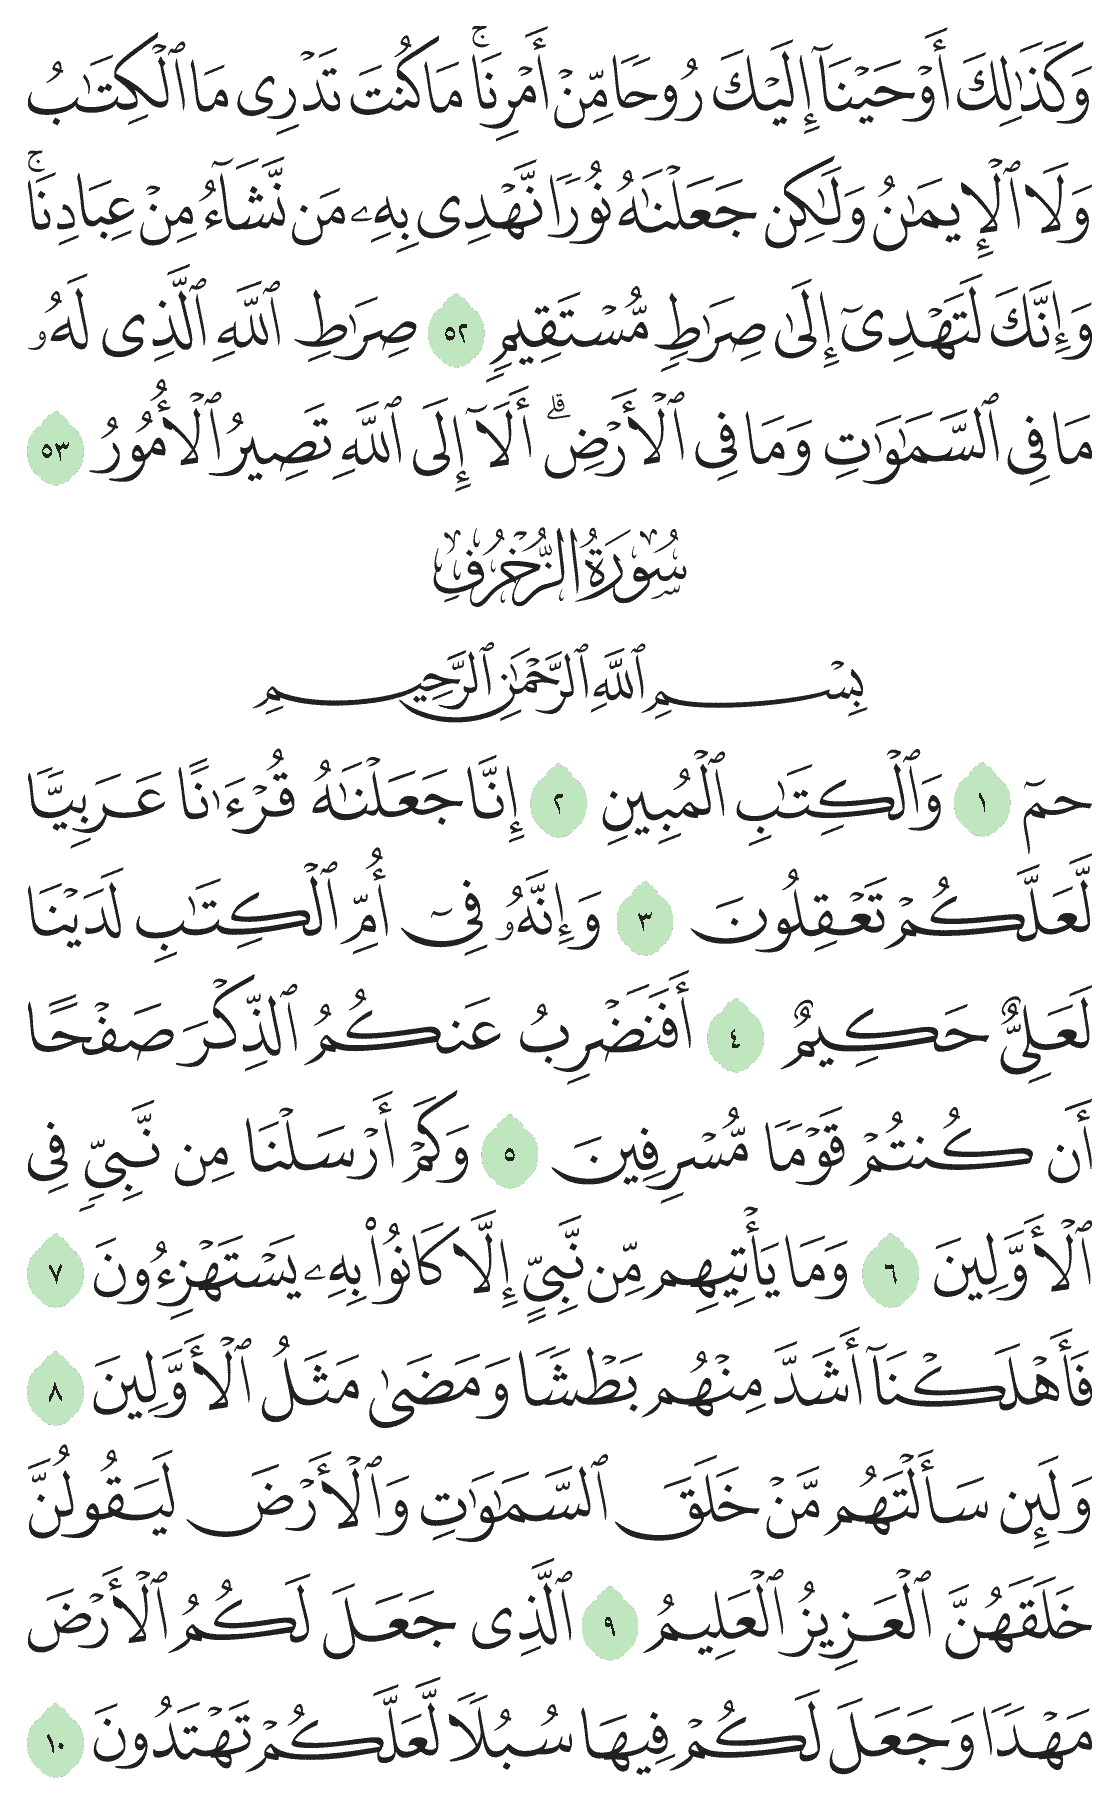 وَكَذَٰلِكَ أَوْحَيْنَآ إِلَيْكَ رُوحًا مِّنْ أَمْرِنَا ۚ مَا كُنتَ تَدْرِى مَا ٱلْكِتَـٰبُ
وَلَا ٱلْإِيمَـٰنُ وَلَـٰكِن جَعَلْنَـٰهُ نُورًا نَّهْدِى بِهِۦ مَن نَّشَآءُ مِنْ عِبَادِنَا ۚ
وَإِنَّكَ لَتَهْدِىٓ إِلَىٰ صِرَٰطٍ مُّسْتَقِيمٍ ٥٢ صِرَٰطِ ٱللَّهِ ٱلَّذِى لَهُۥ
مَا فِى ٱلسَّمَـٰوَٰتِ وَمَا فِى ٱلْأَرْضِ ۗ أَلَآ إِلَى ٱللَّهِ تَصِيرُ ٱلْأُمُورُ ٥٣
سُورَةُ الزُّخْرُفِ
بِسْمِ ٱللَّهِ ٱلرَّحْمَـٰنِ ٱلرَّحِيمِ
حمٓ ١ وَٱلْكِتَـٰبِ ٱلْمُبِينِ ٢ إِنَّا جَعَلْنَـٰهُ قُرْءَٰنًا عَرَبِيًّا
لَّعَلَّكُمْ تَعْقِلُونَ ٣ وَإِنَّهُۥ فِىٓ أُمِّ ٱلْكِتَـٰبِ لَدَيْنَا
لَعَلِىٌّ حَكِيمٌ ٤ أَفَنَضْرِبُ عَنكُمُ ٱلذِّكْرَ صَفْحًا
أَن كُنتُمْ قَوْمًا مُّسْرِفِينَ ٥ وَكَمْ أَرْسَلْنَا مِن نَّبِىٍّ فِى
ٱلْأَوَّلِينَ ٦ وَمَا يَأْتِيهِم مِّن نَّبِىٍّ إِلَّا كَانُوا۟ بِهِۦ يَسْتَهْزِءُونَ ٧
فَأَهْلَكْنَآ أَشَدَّ مِنْهُم بَطْشًا وَمَضَىٰ مَثَلُ ٱلْأَوَّلِينَ ٨
وَلَئِن سَأَلْتَهُم مَّنْ خَلَقَ ٱلسَّمَـٰوَٰتِ وَٱلْأَرْضَ لَيَقُولُنَّ
خَلَقَهُنَّ ٱلْعَزِيزُ ٱلْعَلِيمُ ٩ ٱلَّذِى جَعَلَ لَكُمُ ٱلْأَرْضَ
مَهْدًا وَجَعَلَ لَكُمْ فِيهَا سُبُلًا لَّعَلَّكُمْ تَهْتَدُونَ ١٠